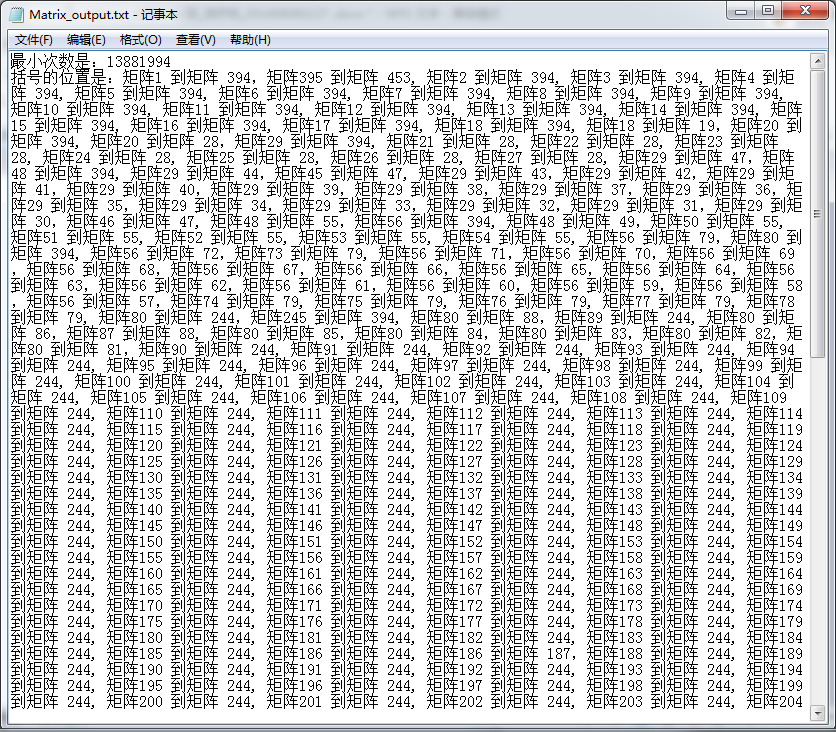 Matrix_output.txt - 记事本
文件(F) 编辑(E) 格式(O) 查看(V) 帮助(H)
最小次数是：13881994
括号的位置是：矩阵1 到矩阵 394，矩阵395 到矩阵 453，矩阵2 到矩阵 394，矩阵3 到矩阵 394，矩阵4 到矩
阵 394，矩阵5 到矩阵 394，矩阵6 到矩阵 394，矩阵7 到矩阵 394，矩阵8 到矩阵 394，矩阵9 到矩阵 394，
矩阵10 到矩阵 394，矩阵11 到矩阵 394，矩阵12 到矩阵 394，矩阵13 到矩阵 394，矩阵14 到矩阵 394，矩阵
15 到矩阵 394，矩阵16 到矩阵 394，矩阵17 到矩阵 394，矩阵18 到矩阵 394，矩阵18 到矩阵 19，矩阵20 到
矩阵 394，矩阵20 到矩阵 28，矩阵29 到矩阵 394，矩阵21 到矩阵 28，矩阵22 到矩阵 28，矩阵23 到矩阵
28，矩阵24 到矩阵 28，矩阵25 到矩阵 28，矩阵26 到矩阵 28，矩阵27 到矩阵 28，矩阵29 到矩阵 47，矩阵
48 到矩阵 394，矩阵29 到矩阵 44，矩阵45 到矩阵 47，矩阵29 到矩阵 43，矩阵29 到矩阵 42，矩阵29 到矩
阵 41，矩阵29 到矩阵 40，矩阵29 到矩阵 39，矩阵29 到矩阵 38，矩阵29 到矩阵 37，矩阵29 到矩阵 36，矩
阵29 到矩阵 35，矩阵29 到矩阵 34，矩阵29 到矩阵 33，矩阵29 到矩阵 32，矩阵29 到矩阵 31，矩阵29 到矩
阵 30，矩阵46 到矩阵 47，矩阵48 到矩阵 55，矩阵56 到矩阵 394，矩阵48 到矩阵 49，矩阵50 到矩阵 55，
矩阵51 到矩阵 55，矩阵52 到矩阵 55，矩阵53 到矩阵 55，矩阵54 到矩阵 55，矩阵56 到矩阵 79，矩阵80 到
矩阵 394，矩阵56 到矩阵 72，矩阵73 到矩阵 79，矩阵56 到矩阵 71，矩阵56 到矩阵 70，矩阵56 到矩阵 69
，矩阵56 到矩阵 68，矩阵56 到矩阵 67，矩阵56 到矩阵 66，矩阵56 到矩阵 65，矩阵56 到矩阵 64，矩阵56
到矩阵 63，矩阵56 到矩阵 62，矩阵56 到矩阵 61，矩阵56 到矩阵 60，矩阵56 到矩阵 59，矩阵56 到矩阵 58
，矩阵56 到矩阵 57，矩阵74 到矩阵 79，矩阵75 到矩阵 79，矩阵76 到矩阵 79，矩阵77 到矩阵 79，矩阵78
到矩阵 79，矩阵80 到矩阵 244，矩阵245 到矩阵 394，矩阵80 到矩阵 88，矩阵89 到矩阵 244，矩阵80 到矩
阵 86，矩阵87 到矩阵 88，矩阵80 到矩阵 85，矩阵80 到矩阵 84，矩阵80 到矩阵 83，矩阵80 到矩阵 82，矩
阵80 到矩阵 81，矩阵90 到矩阵 244，矩阵91 到矩阵 244，矩阵92 到矩阵 244，矩阵93 到矩阵 244，矩阵94
到矩阵 244，矩阵95 到矩阵 244，矩阵96 到矩阵 244，矩阵97 到矩阵 244，矩阵98 到矩阵 244，矩阵99 到矩
阵 244，矩阵100 到矩阵 244，矩阵101 到矩阵 244，矩阵102 到矩阵 244，矩阵103 到矩阵 244，矩阵104 到
矩阵 244，矩阵105 到矩阵 244，矩阵106 到矩阵 244，矩阵107 到矩阵 244，矩阵108 到矩阵 244，矩阵109
到矩阵 244，矩阵110 到矩阵 244，矩阵111 到矩阵 244，矩阵112 到矩阵 244，矩阵113 到矩阵 244，矩阵114
到矩阵 244，矩阵115 到矩阵 244，矩阵116 到矩阵 244，矩阵117 到矩阵 244，矩阵118 到矩阵 244，矩阵119
到矩阵 244，矩阵120 到矩阵 244，矩阵121 到矩阵 244，矩阵122 到矩阵 244，矩阵123 到矩阵 244，矩阵124
到矩阵 244，矩阵125 到矩阵 244，矩阵126 到矩阵 244，矩阵127 到矩阵 244，矩阵128 到矩阵 244，矩阵129
到矩阵 244，矩阵130 到矩阵 244，矩阵131 到矩阵 244，矩阵132 到矩阵 244，矩阵133 到矩阵 244，矩阵134
到矩阵 244，矩阵135 到矩阵 244，矩阵136 到矩阵 244，矩阵137 到矩阵 244，矩阵138 到矩阵 244，矩阵139
到矩阵 244，矩阵140 到矩阵 244，矩阵141 到矩阵 244，矩阵142 到矩阵 244，矩阵143 到矩阵 244，矩阵144
到矩阵 244，矩阵145 到矩阵 244，矩阵146 到矩阵 244，矩阵147 到矩阵 244，矩阵148 到矩阵 244，矩阵149
到矩阵 244，矩阵150 到矩阵 244，矩阵151 到矩阵 244，矩阵152 到矩阵 244，矩阵153 到矩阵 244，矩阵154
到矩阵 244，矩阵155 到矩阵 244，矩阵156 到矩阵 244，矩阵157 到矩阵 244，矩阵158 到矩阵 244，矩阵159
到矩阵 244，矩阵160 到矩阵 244，矩阵161 到矩阵 244，矩阵162 到矩阵 244，矩阵163 到矩阵 244，矩阵164
到矩阵 244，矩阵165 到矩阵 244，矩阵166 到矩阵 244，矩阵167 到矩阵 244，矩阵168 到矩阵 244，矩阵169
到矩阵 244，矩阵170 到矩阵 244，矩阵171 到矩阵 244，矩阵172 到矩阵 244，矩阵173 到矩阵 244，矩阵174
到矩阵 244，矩阵175 到矩阵 244，矩阵176 到矩阵 244，矩阵177 到矩阵 244，矩阵178 到矩阵 244，矩阵179
到矩阵 244，矩阵180 到矩阵 244，矩阵181 到矩阵 244，矩阵182 到矩阵 244，矩阵183 到矩阵 244，矩阵184
到矩阵 244，矩阵185 到矩阵 244，矩阵186 到矩阵 244，矩阵186 到矩阵 187，矩阵188 到矩阵 244，矩阵189
到矩阵 244，矩阵190 到矩阵 244，矩阵191 到矩阵 244，矩阵192 到矩阵 244，矩阵193 到矩阵 244，矩阵194
到矩阵 244，矩阵195 到矩阵 244，矩阵196 到矩阵 244，矩阵197 到矩阵 244，矩阵198 到矩阵 244，矩阵199
到矩阵 244，矩阵200 到矩阵 244，矩阵201 到矩阵 244，矩阵202 到矩阵 244，矩阵203 到矩阵 244，矩阵204